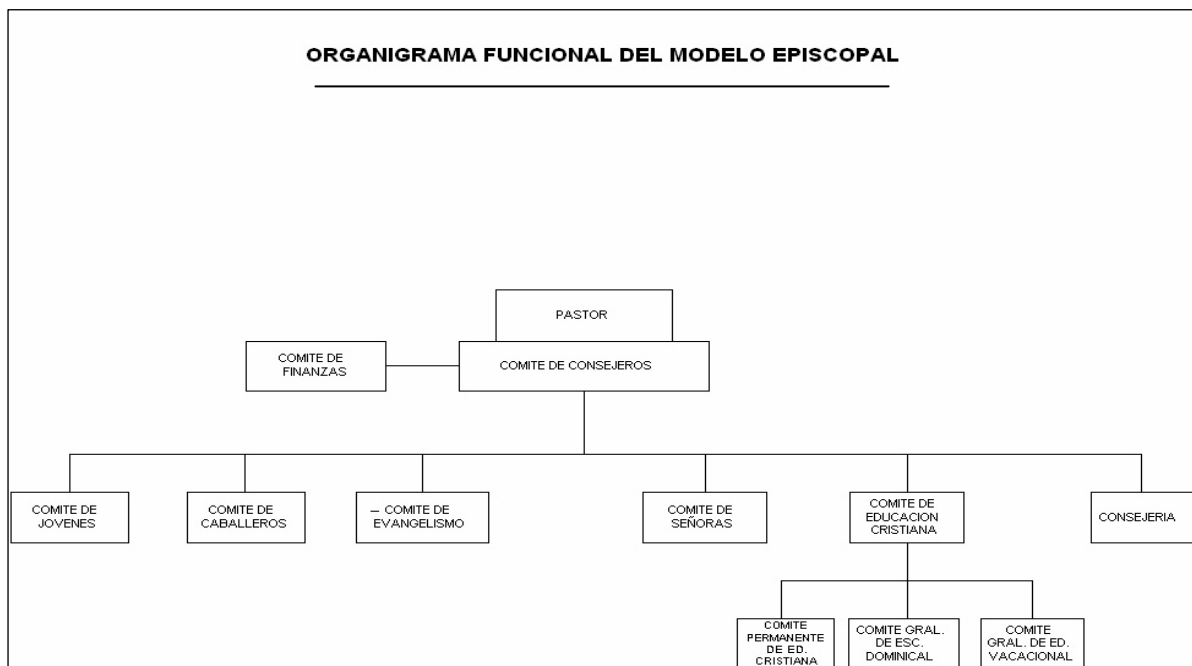 ORGANIGRAMA FUNCIONAL DEL MODELO EPISCOPAL
PASTOR
COMITE DE
FINANZAS
COMITE DE CONSEJEROS
COMITE DE
JOVENES
COMITE DE
CABALLEROS
– COMITE DE
EVANGELISMO
COMITE DE
SEÑORAS
COMITE DE
EDUCACION
CRISTIANA
CONSEJERIA
COMITE
PERMANENTE
DE ED.
CRISTIANA
COMITE GRAL.
DE ESC.
DOMINICAL
COMITE
GRAL. DE ED.
VACACIONAL